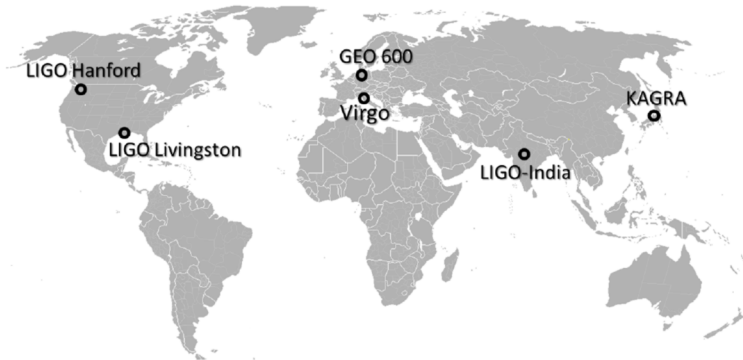 GEO 600
LIGO Hanford
KAGRA
Virgo
LIGO Livingston
LIGO-India